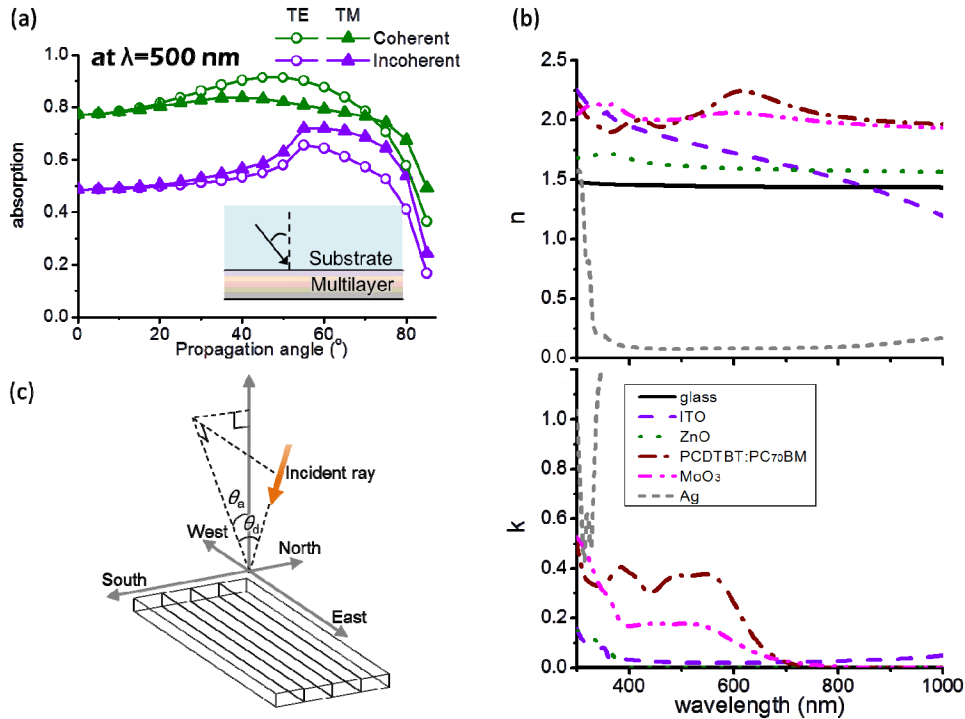 (a)
TE TM
Coherent
Incoherent
at λ=500 nm
1.0
0.8
0.6
0.4
0.2
0.0
absorption
0 20 40 60 80
Propagation angle (°)
Substrate
Multilayer
(b)
2.5
2.0
1.5
1.0
0.5
0.0
n
1.0
0.8
0.6
0.4
0.2
0.0
k
glass
ITO
ZnO
PCDTBT:PC70BM
MoO3
Ag
400 600 800 1000
wavelength (nm)
(c)
Incident ray
θa
θd
West
North
South
East